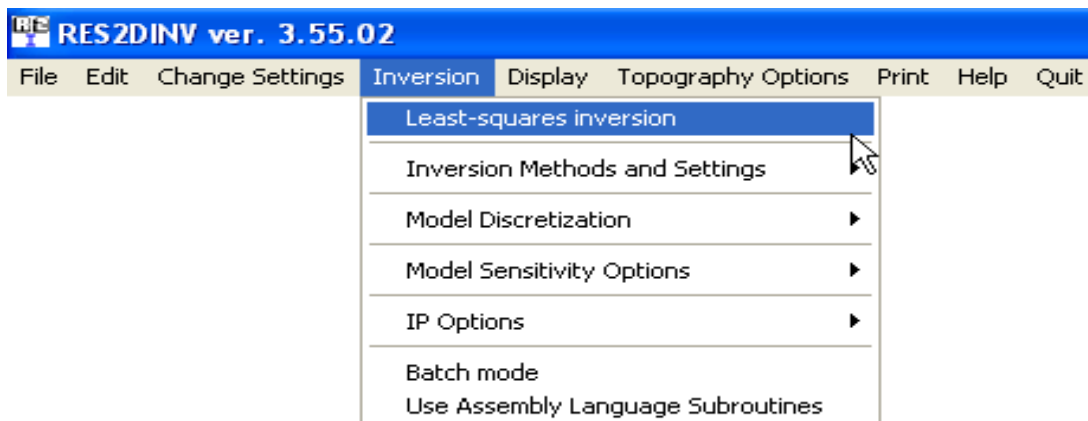 RES2DINV ver. 3.55.02
File Edit Change Settings Inversion Display Topography Options Print Help Quit
Least-squares inversion
Inversion Methods and Settings
Model Discretization
Model Sensitivity Options
IP Options
Batch mode
Use Assembly Language Subroutines